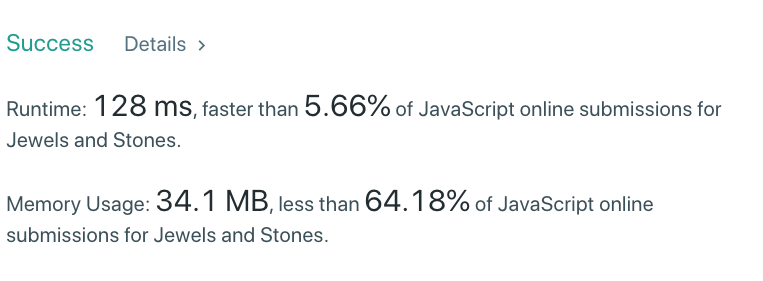 Success Details >
Runtime: 128 ms, faster than 5.66% of JavaScript online submissions for
Jewels and Stones.
Memory Usage: 34.1 MB, less than 64.18% of JavaScript online
submissions for Jewels and Stones.